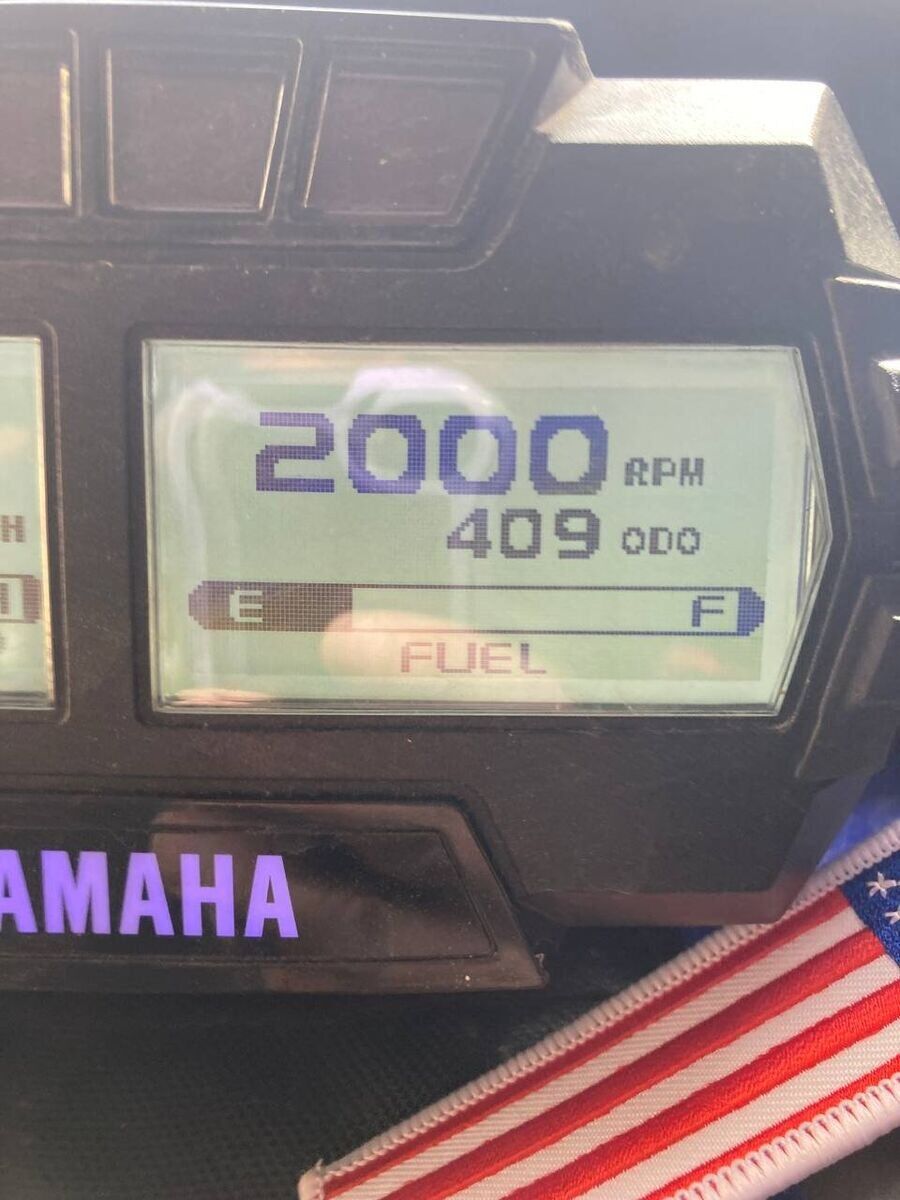 2000 RPM
409 ODO
E F
FUEL
H
AMAHA